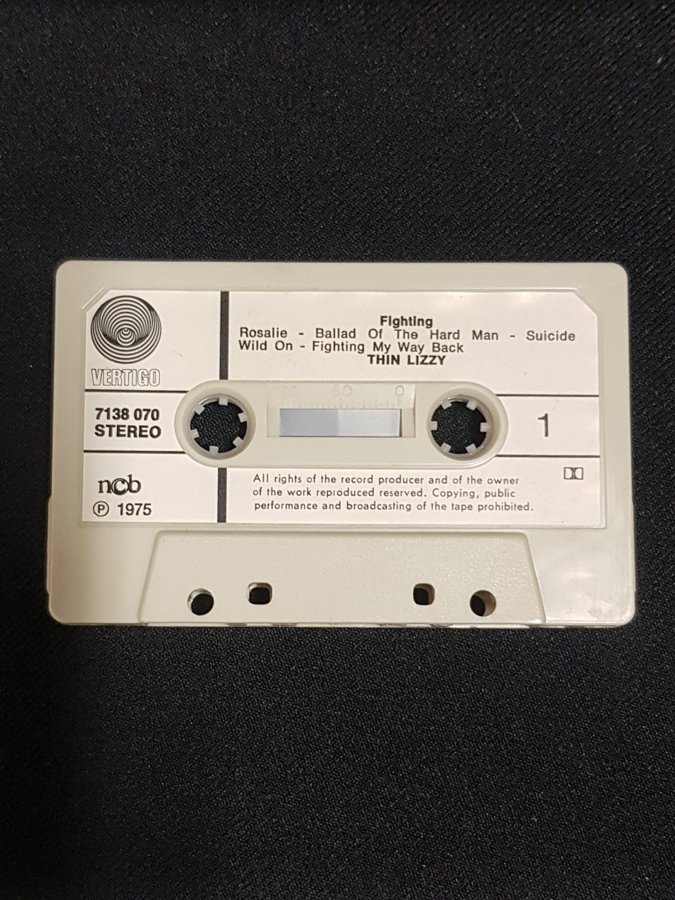 Fighting
Rosalie - Ballad Of The Hard Man - Suicide
Wild On - Fighting My Way Back
THIN LIZZY
VERTIGO
7138 070
STEREO
50 0
1
ncb
Ⓟ 1975
All rights of the record producer and of the owner
of the work reproduced reserved. Copying, public
performance and broadcasting of the tape prohibited.